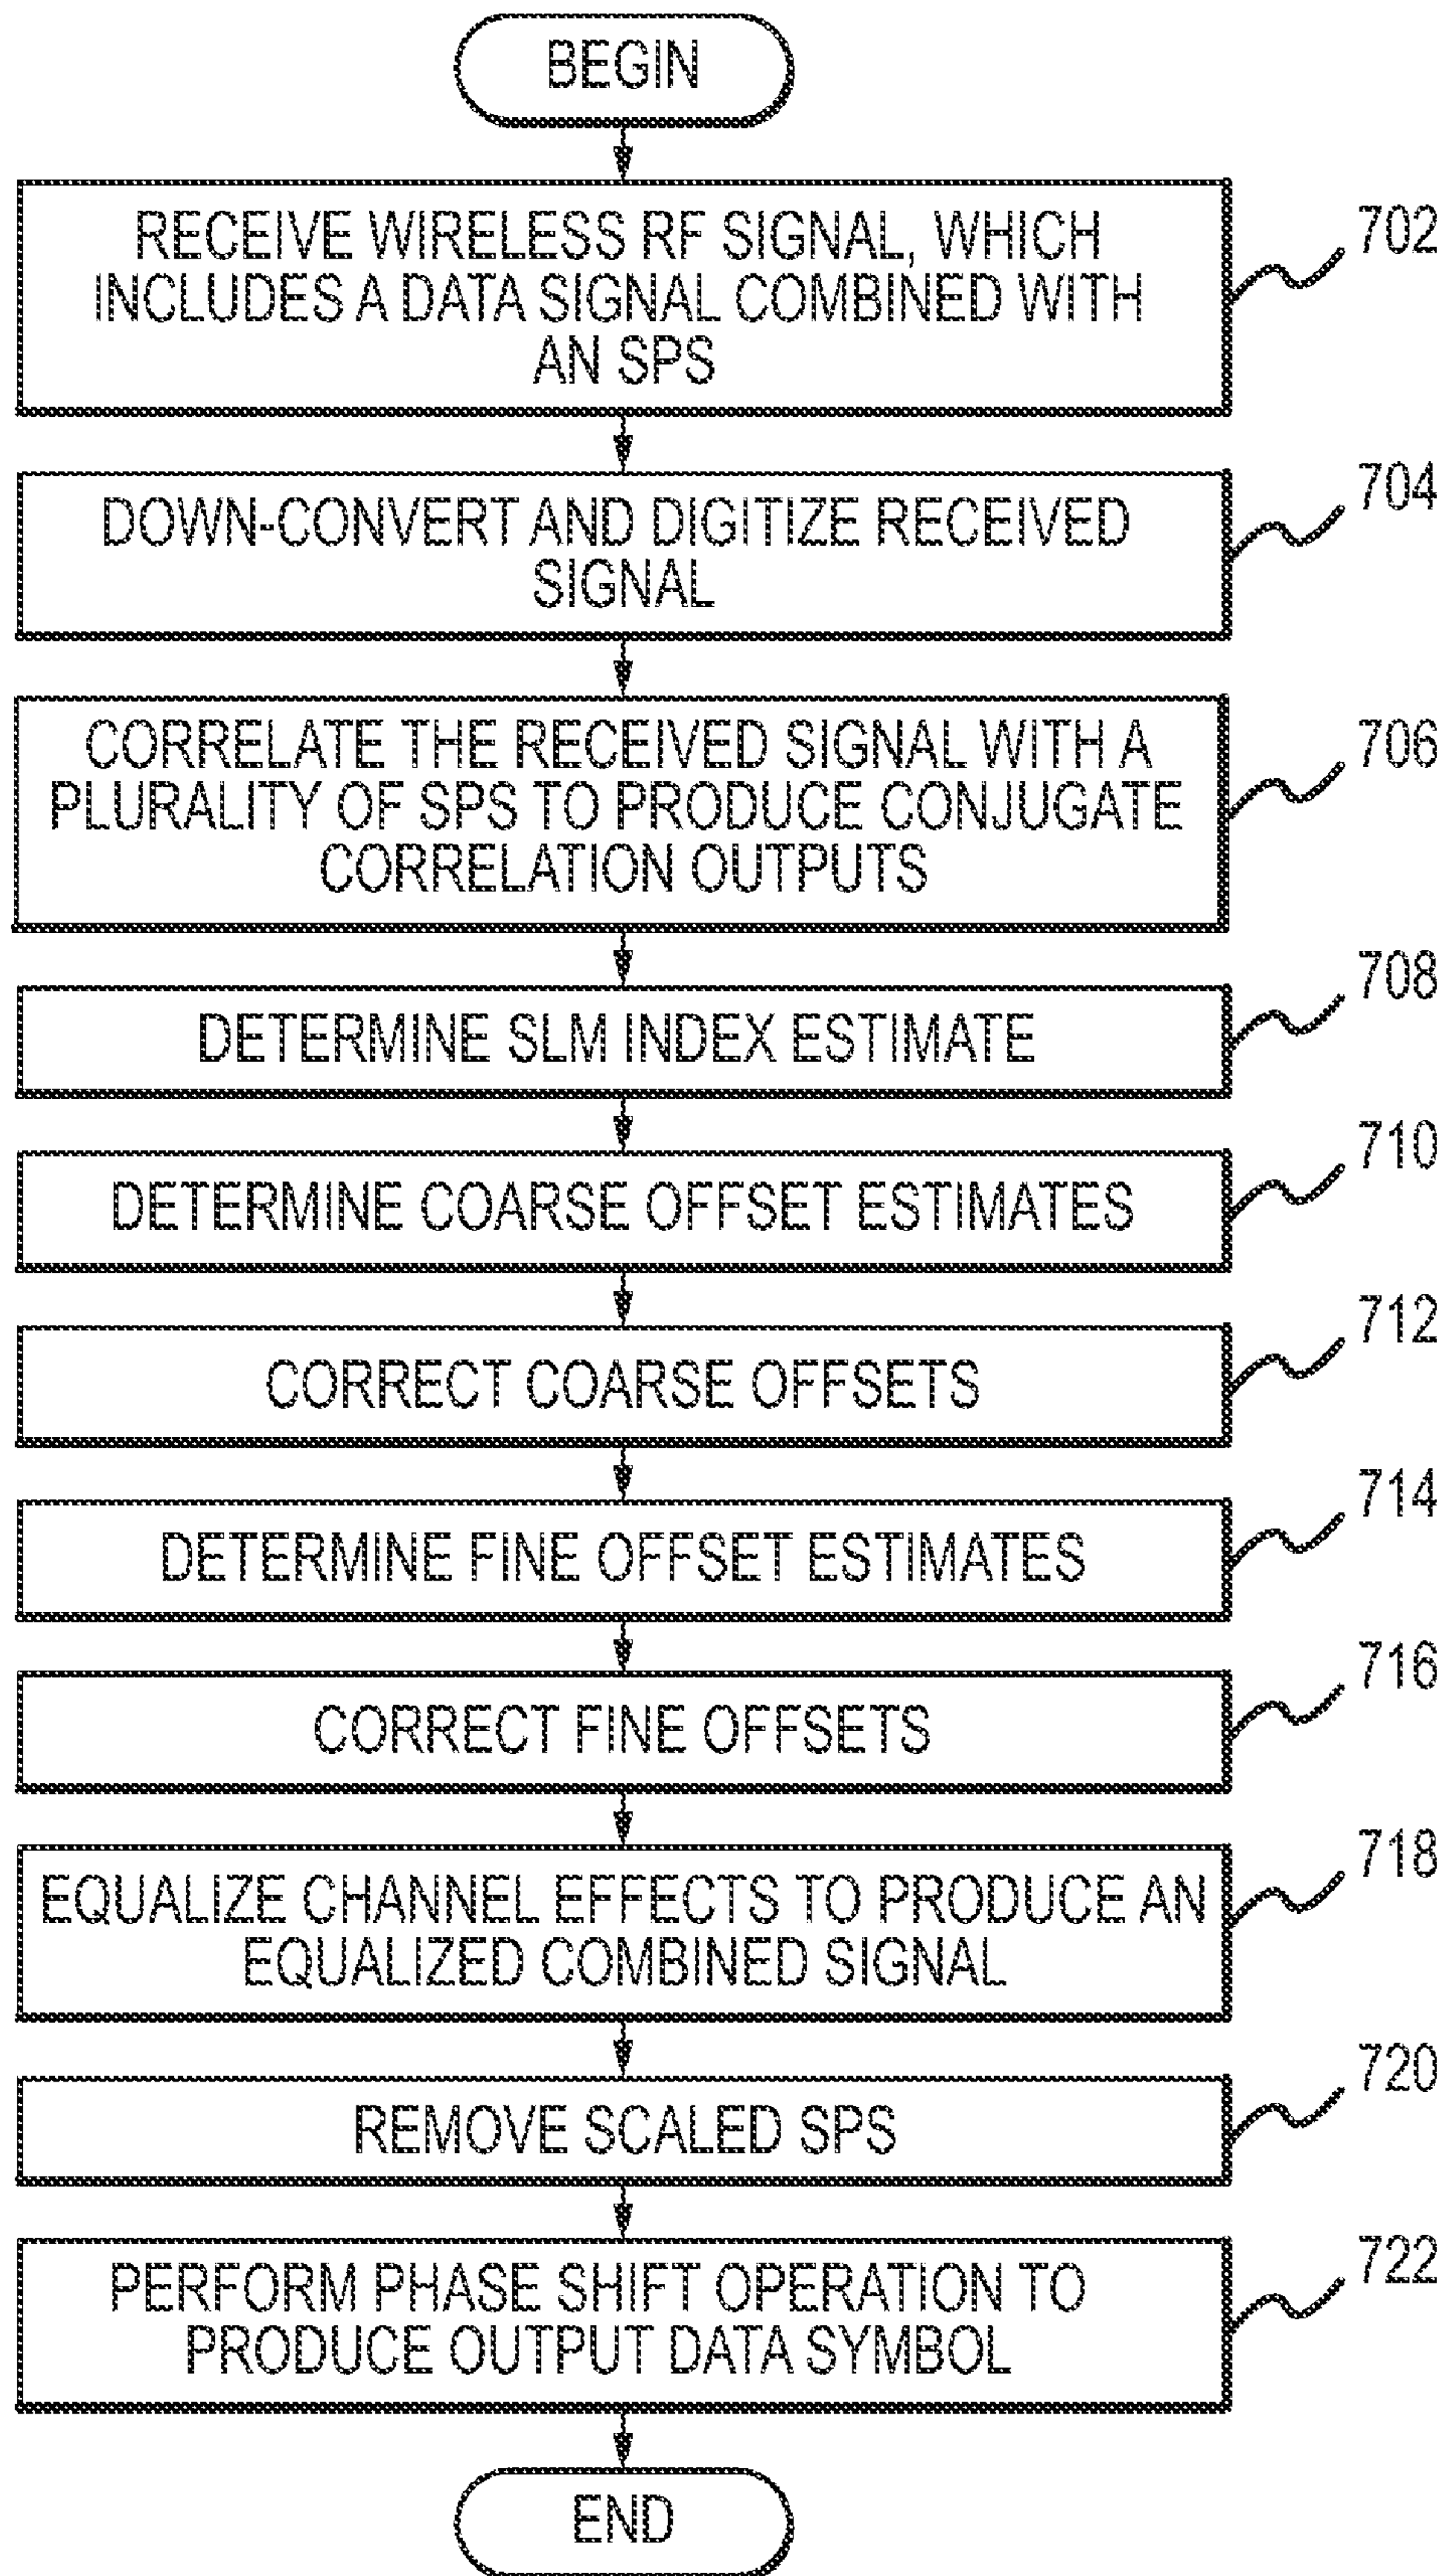 BEGIN
RECEIVE WIRELESS RF SIGNAL, WHICH
INCLUDES A DATA SIGNAL COMBINED WITH
AN SPS
702
DOWN-CONVERT AND DIGITIZE RECEIVED
SIGNAL
704
CORRELATE THE RECEIVED SIGNAL WITH A
PLURALITY OF SPS TO PRODUCE CONJUGATE
CORRELATION OUTPUTS
706
DETERMINE SLM INDEX ESTIMATE
708
DETERMINE COARSE OFFSET ESTIMATES
710
CORRECT COARSE OFFSETS
712
DETERMINE FINE OFFSET ESTIMATES
714
CORRECT FINE OFFSETS
716
EQUALIZE CHANNEL EFFECTS TO PRODUCE AN
EQUALIZED COMBINED SIGNAL
718
REMOVE SCALED SPS
720
PERFORM PHASE SHIFT OPERATION TO
PRODUCE OUTPUT DATA SYMBOL
722
END